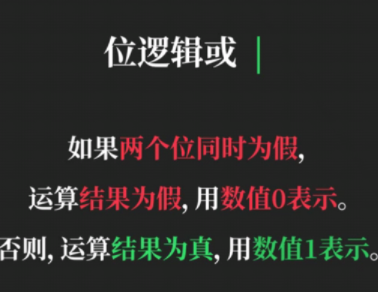 位逻辑或 |
如果两个位同时为假,
运算结果为假, 用数值0表示。
否则, 运算结果为真, 用数值1表示。